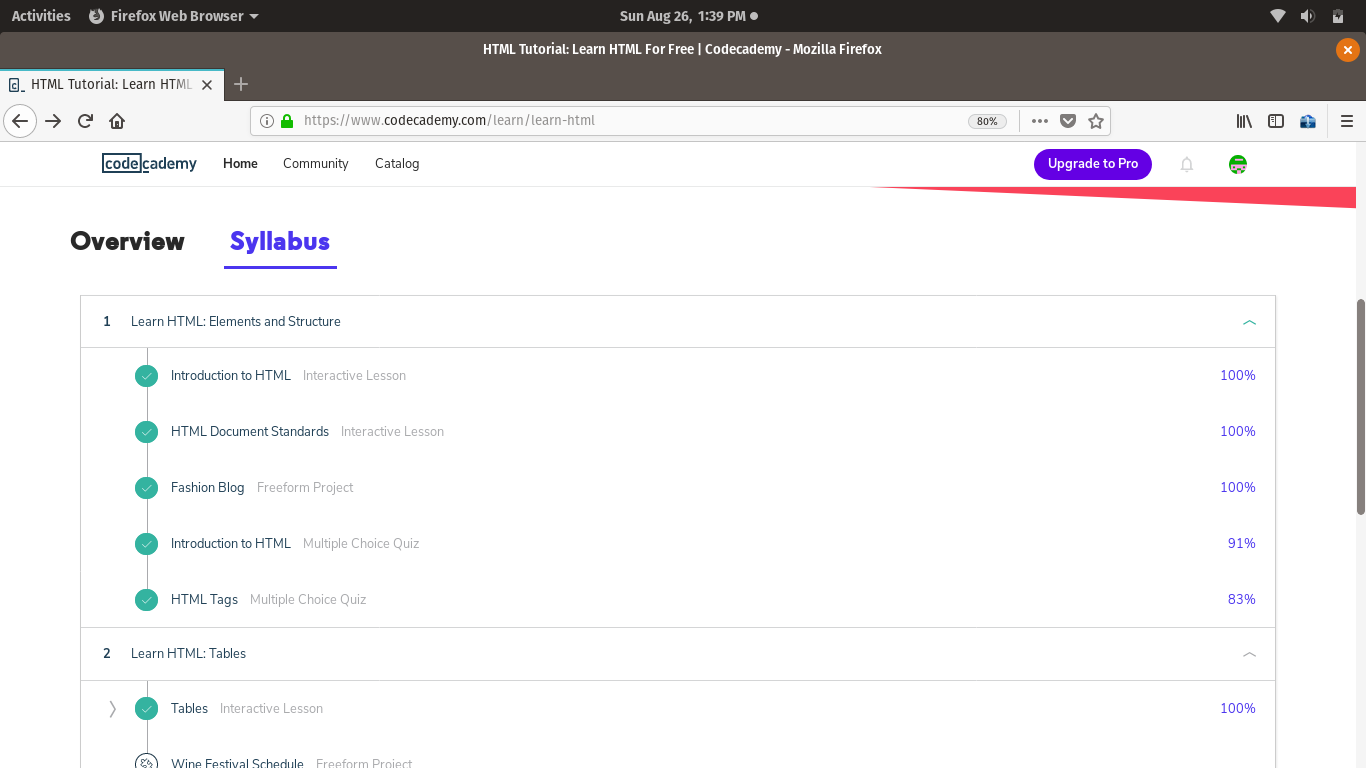 Activities Firefox Web Browser Sun Aug 26, 1:39 PM
HTML Tutorial: Learn HTML For Free | Codecademy - Mozilla Firefox
HTML Tutorial: Learn HTML
https://www.codecademy.com/learn/learn-html 80%
codecademy Home Community Catalog Upgrade to Pro
Overview Syllabus
1 Learn HTML: Elements and Structure
Introduction to HTML Interactive Lesson 100%
HTML Document Standards Interactive Lesson 100%
Fashion Blog Freeform Project 100%
Introduction to HTML Multiple Choice Quiz 91%
HTML Tags Multiple Choice Quiz 83%
2 Learn HTML: Tables
Tables Interactive Lesson 100%
Wine Festival Schedule Freeform Project